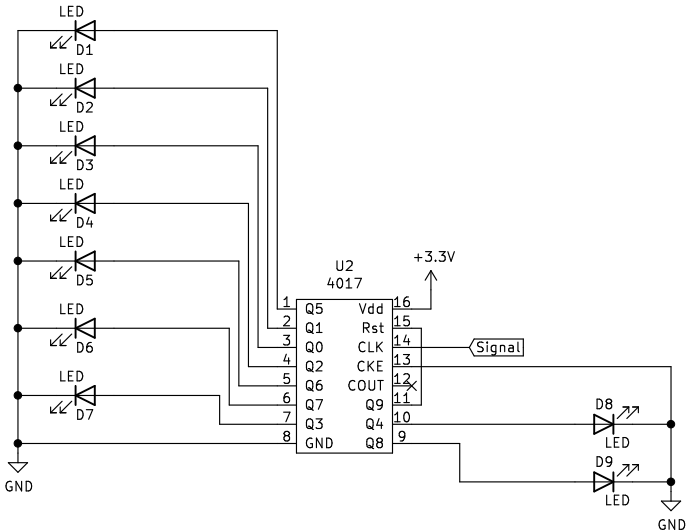 LED
D1
LED
D2
LED
D3
LED
D4
LED
D5
LED
D6
LED
D7
GND
U2
4017
+3.3V
1 Q5 Vdd 16
2 Q1 Rst 15
3 Q0 CLK 14
4 Q2 CKE 13
5 Q6 COUT 12
6 Q7 Q9 11
7 Q3 Q4 10
8 GND Q8 9
Signal
D8
LED
D9
LED
GND